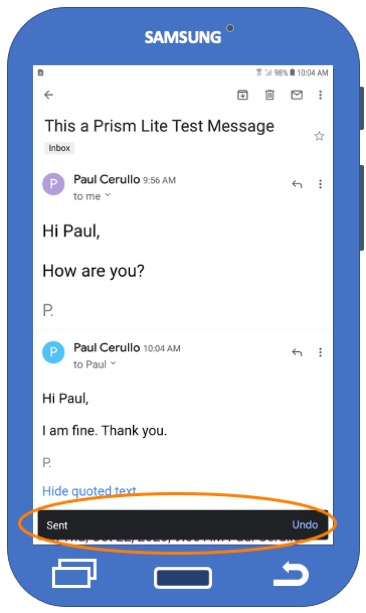 SAMSUNG
98% 10:04 AM
This a Prism Lite Test Message
Inbox
P Paul Cerullo 9:56 AM
to me
Hi Paul,
How are you?
P.
P Paul Cerullo 10:04 AM
to Paul
Hi Paul,
I am fine. Thank you.
P.
Hide quoted text
Sent Undo